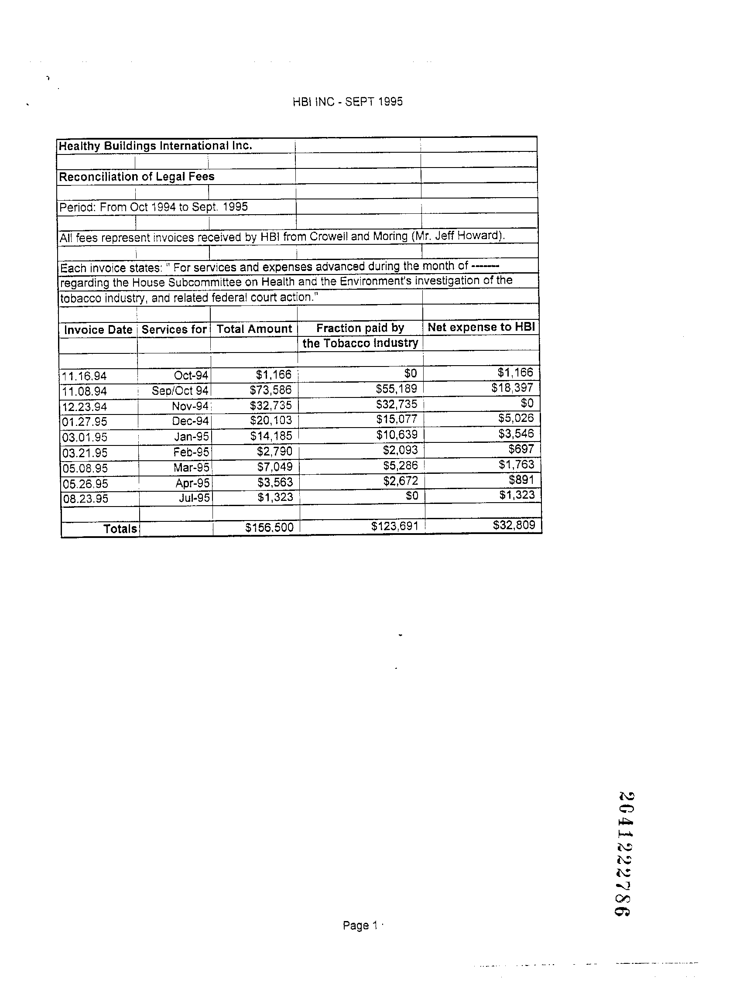 HBI INC - SEPT 1995
Healthy Buildings International Inc.
Reconciliation of Legal Fees
Period: From Oct 1994 to Sept. 1995
All fees represent invoices received by HBI from Crowell and Moring (Mr. Jeff Howard).
Each invoice states: " For services and expenses advanced during the month of -------
regarding the House Subcommittee on Health and the Environment's investigation of the
tobacco industry, and related federal court action."
Invoice Date Services for Total Amount Fraction paid by Net expense to HBI
the Tobacco Industry
11.16.94 Oct-94 $1,166 $0 $1,166
11.08.94 Sep/Oct 94 $73,586 $55,189 $18,397
12.23.94 Nov-94 $32,735 $32,735 $0
01.27.95 Dec-94 $20,103 $15,077 $5,026
03.01.95 Jan-95 $14,185 $10,639 $3,546
03.21.95 Feb-95 $2,790 $2,093 $697
05.08.95 Mar-95 $7,049 $5,286 $1,763
05.26.95 Apr-95 $3,563 $2,672 $891
08.23.95 Jul-95 $1,323 $0 $1,323
Totals $156.500 $123,691 $32,809
2041222786
Page 1